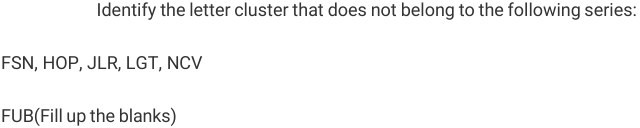 Identify the letter cluster that does not belong to the following series:
FSN, HOP, JLR, LGT, NCV
FUB(Fill up the blanks)